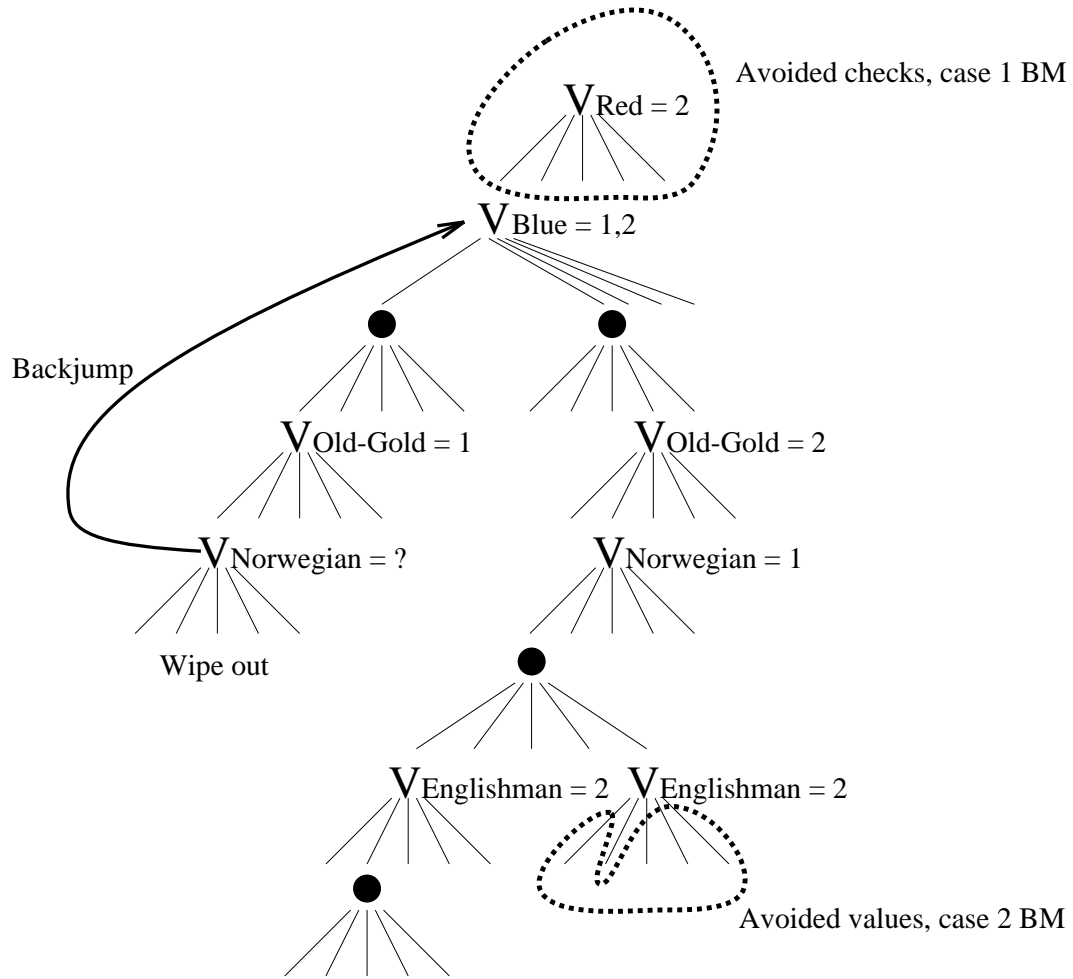 Avoided checks, case 1 BM
VRed = 2
VBlue = 1,2
Backjump
VOld-Gold = 1
VOld-Gold = 2
VNorwegian = ?
VNorwegian = 1
Wipe out
VEnglishman = 2
VEnglishman = 2
Avoided values, case 2 BM